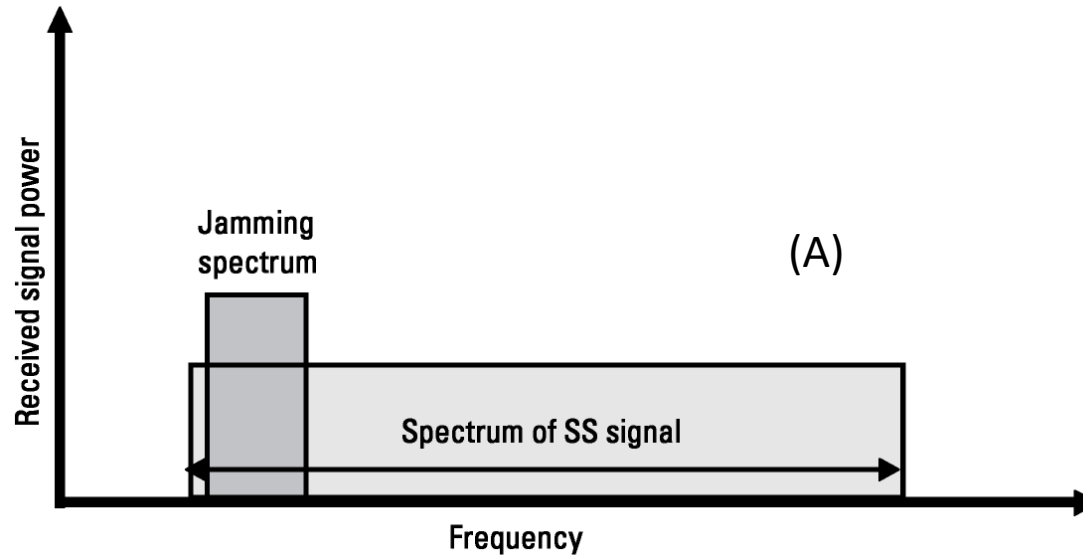 Received signal power
Jamming
spectrum
(A)
Spectrum of SS signal
Frequency